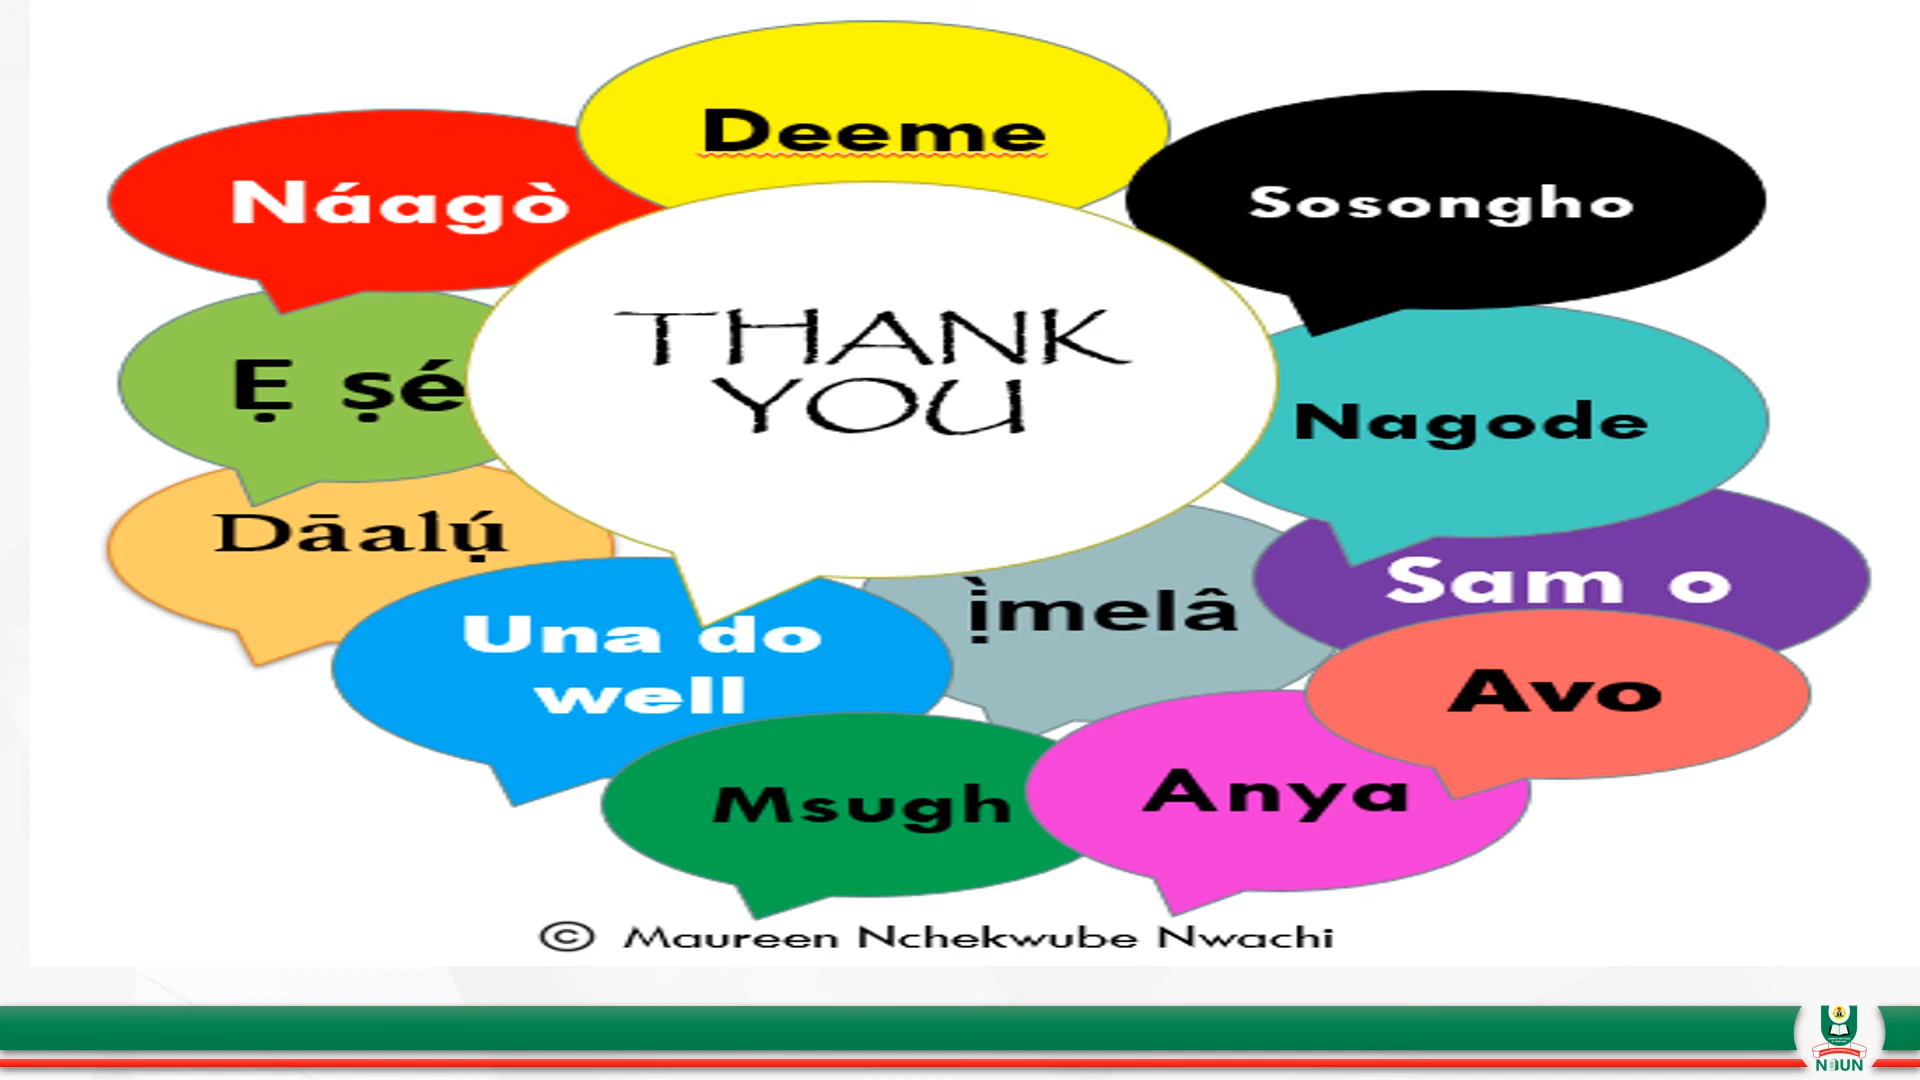 Deeme
Náagò
Sosongho
THANK
YOU
Ẹ ṣé
Nagode
Dāalụ́
Sam o
ị̀melâ
Una do
well
Avo
Anya
Msugh
© Maureen Nchekwube Nwachi
NOUN